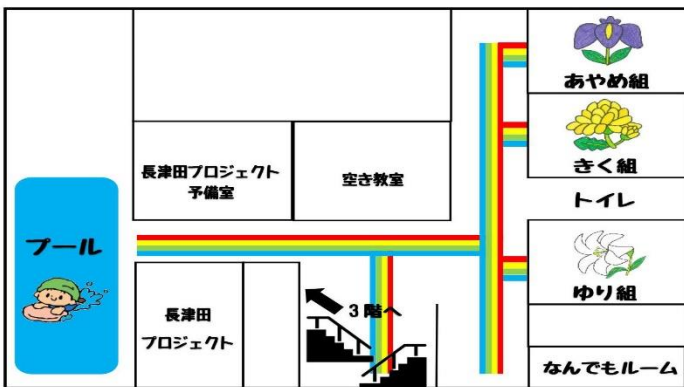 あやめ組
きく組
長津田プロジェクト
予備室
空き教室
トイレ
プール
ゆり組
3階へ
長津田
プロジェクト
なんでもルーム